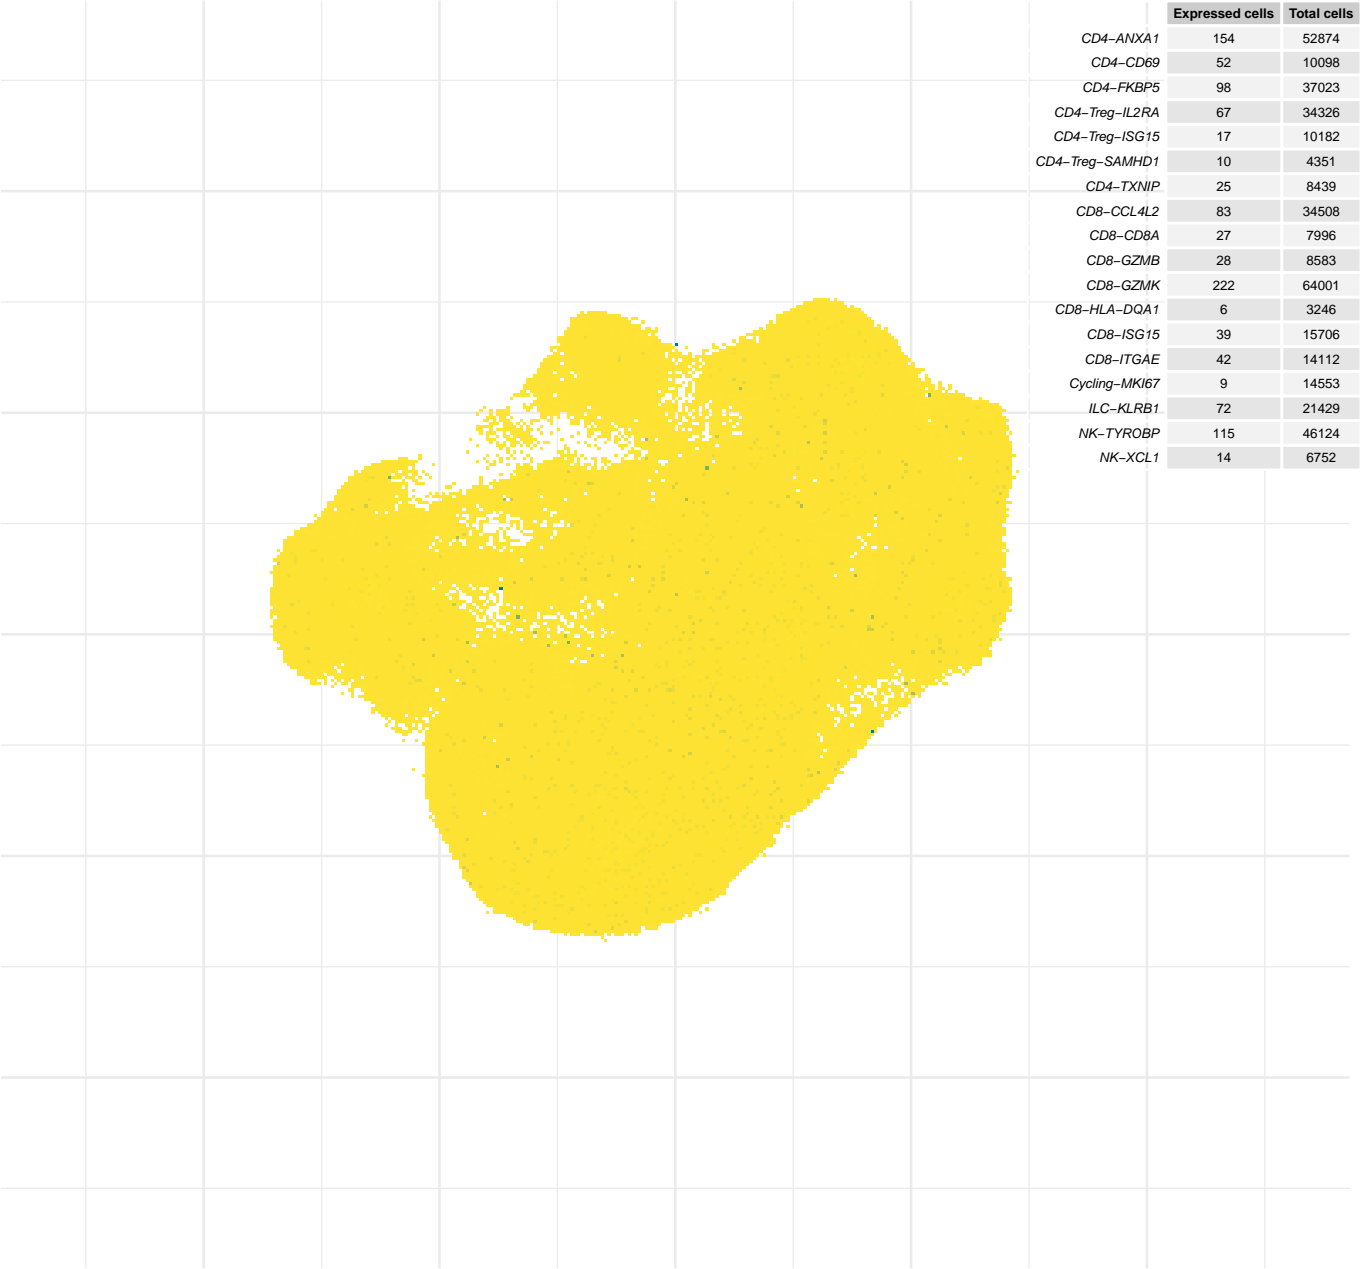 Expressed cells Total cells
CD4−ANXA1 154 52874
CD4−CD69 52 10098
CD4−FKBP5 98 37023
CD4−Treg−IL2RA 67 34326
CD4−Treg−ISG15 17 10182
CD4−Treg−SAMHD1 10 4351
CD4−TXNIP 25 8439
CD8−CCL4L2 83 34508
CD8−CD8A 27 7996
CD8−GZMB 28 8583
CD8−GZMK 222 64001
CD8−HLA−DQA1 6 3246
CD8−ISG15 39 15706
CD8−ITGAE 42 14112
Cycling−MKI67 9 14553
ILC−KLRB1 72 21429
NK−TYROBP 115 46124
NK−XCL1 14 6752